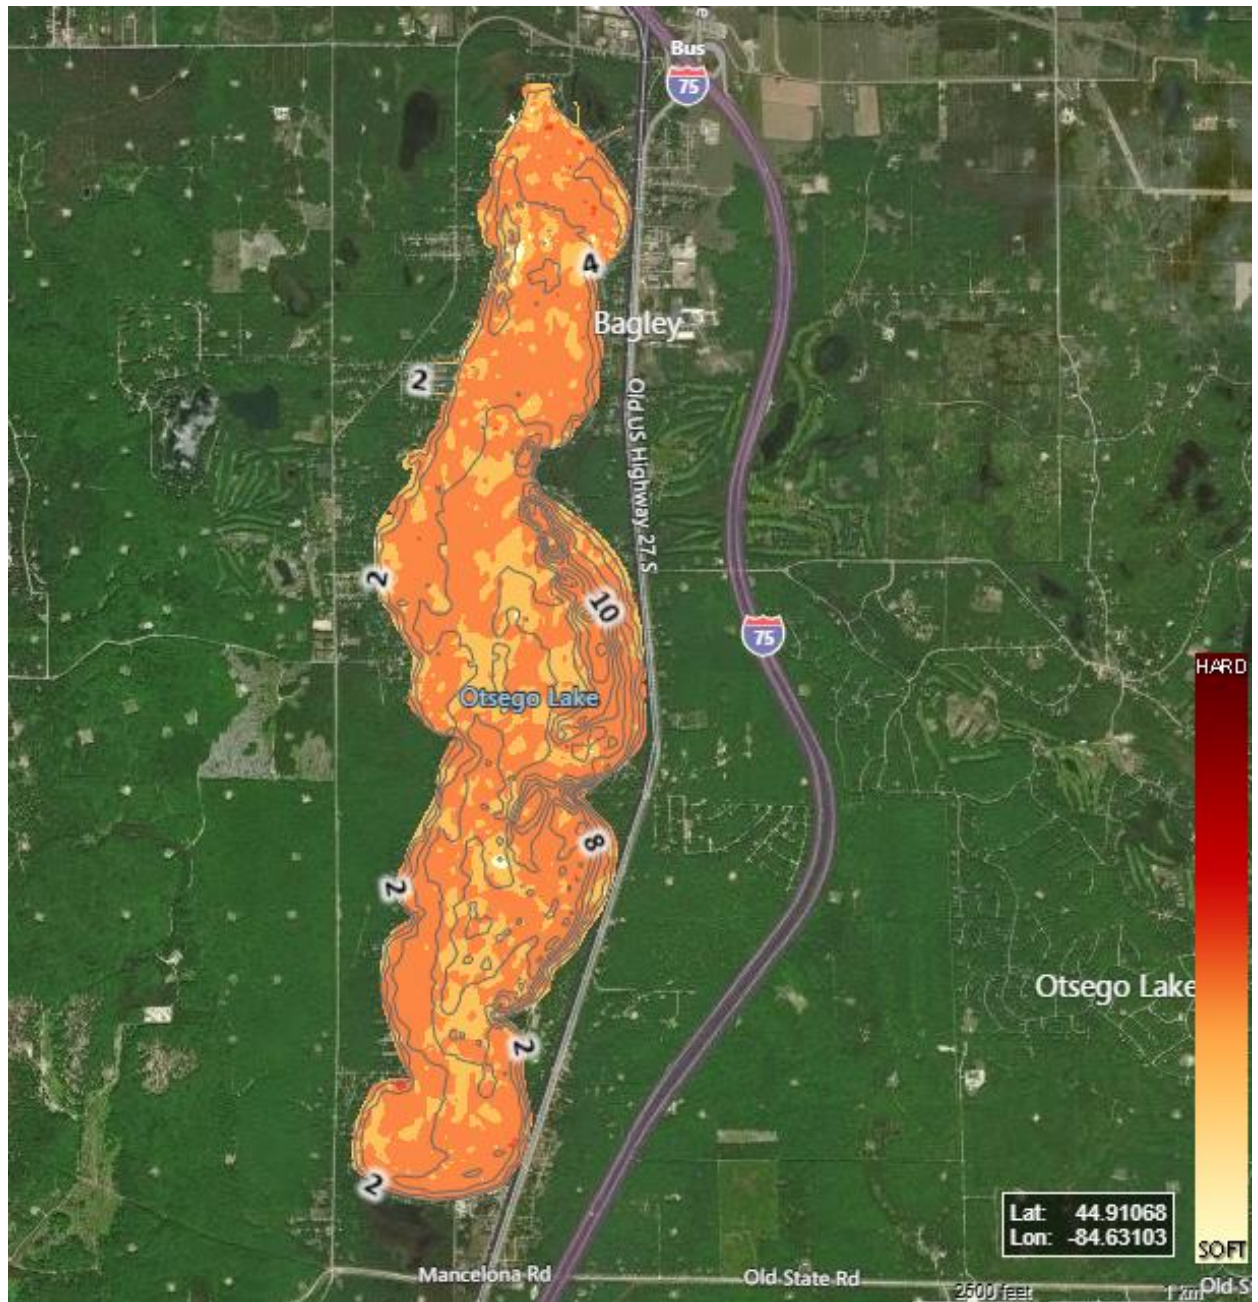 Bus
75
4
Bagley
2
Old US Highway 27 S
2
10
75
HARD
Otsego Lake
8
2
Otsego Lake
2
2
Lat: 44.91068
Lon: -84.63103
SOFT
Mancelona Rd
Old State Rd
2500 feet
1 km
Old S